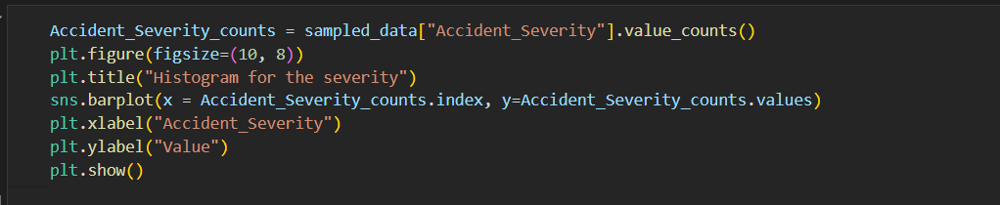 Accident_Severity_counts = sampled_data["Accident_Severity"].value_counts()
plt.figure(figsize=(10, 8))
plt.title("Histogram for the severity")
sns.barplot(x = Accident_Severity_counts.index, y=Accident_Severity_counts.values)
plt.xlabel("Accident_Severity")
plt.ylabel("Value")
plt.show()